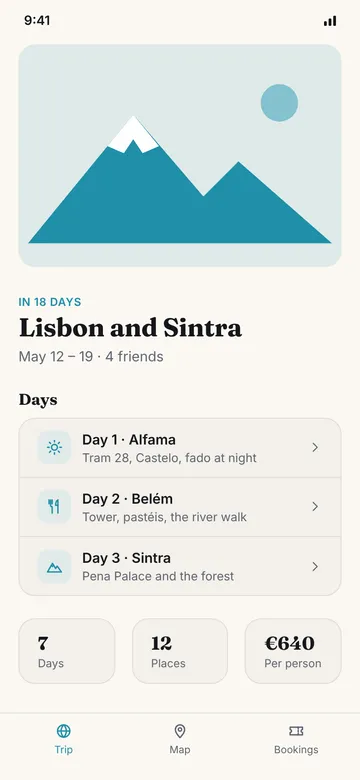 9:41
IN 18 DAYS
Lisbon and Sintra
May 12 – 19 · 4 friends
Days
Day 1 · Alfama
Tram 28, Castelo, fado at night
Day 2 · Belém
Tower, pastéis, the river walk
Day 3 · Sintra
Pena Palace and the forest
7
Days
12
Places
€640
Per person
Trip
Map
Bookings